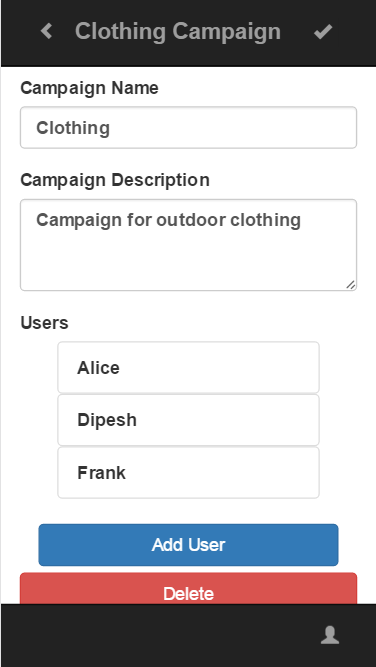 Clothing Campaign
Campaign Name
Clothing
Campaign Description
Campaign for outdoor clothing
Users
Alice
Dipesh
Frank
Add User
Delete